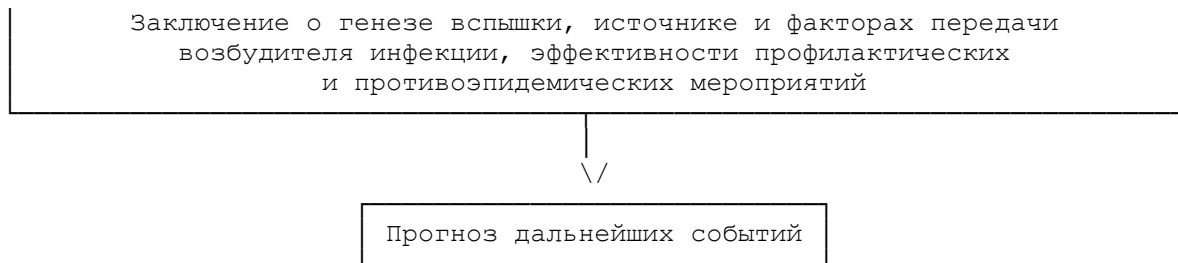 Заключение о генезе вспышки, источнике и факторах передачи
возбудителя инфекции, эффективности профилактических
и противоэпидемических мероприятий
\/
Прогноз дальнейших событий